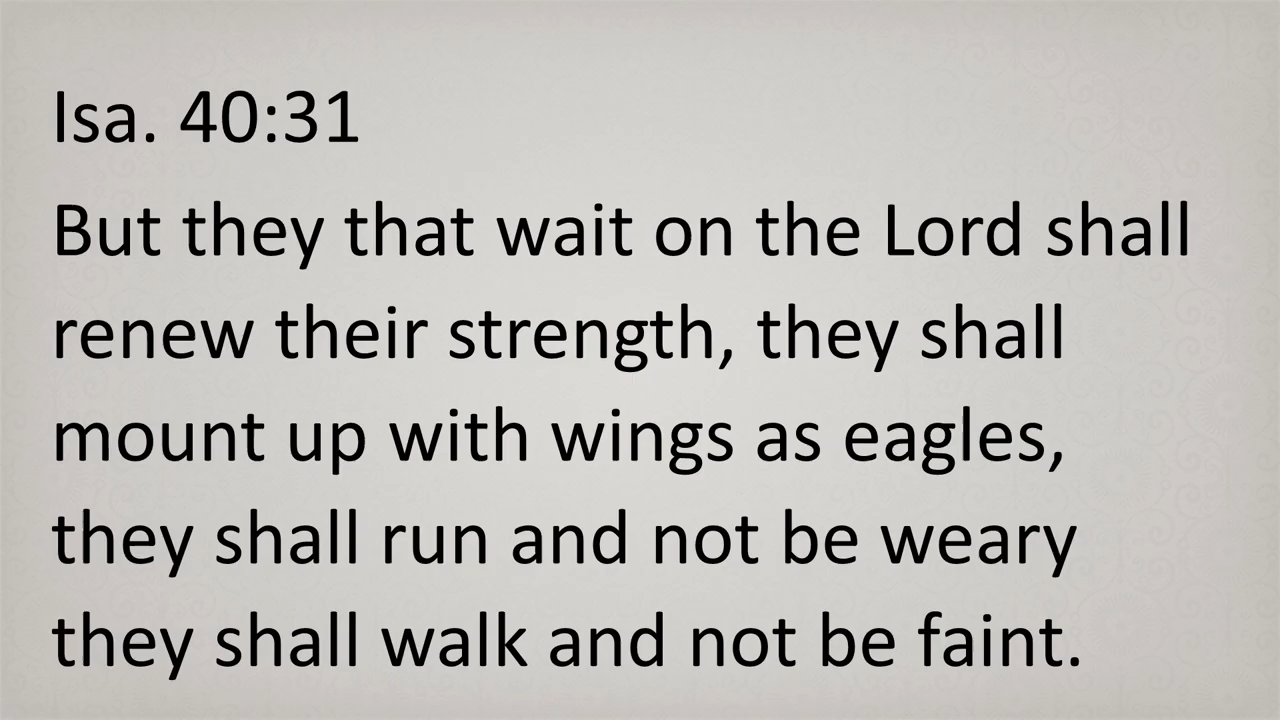 Isa. 40:31
But they that wait on the Lord shall
renew their strength, they shall
mount up with wings as eagles,
they shall run and not be weary
they shall walk and not be faint.